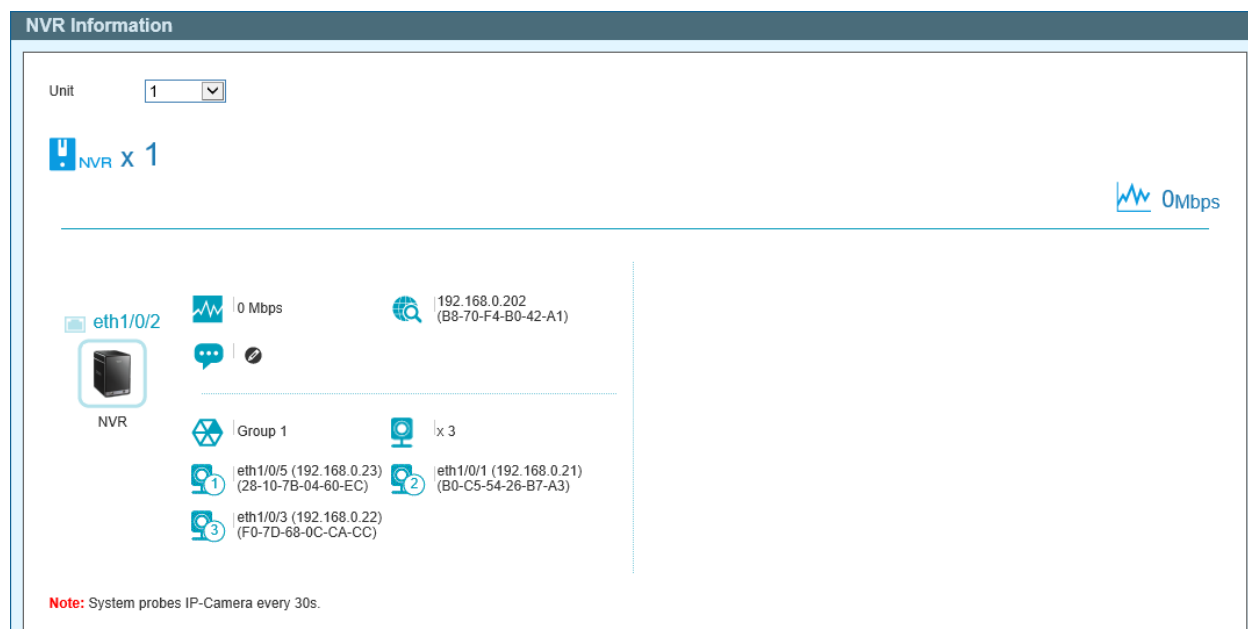 NVR Information
Unit 1
NVR x 1
0Mbps
eth1/0/2
NVR
0 Mbps
192.168.0.202
(B8-70-F4-B0-42-A1)
Group 1
x 3
1
eth1/0/5 (192.168.0.23)
(28-10-7B-04-60-EC)
2
eth1/0/1 (192.168.0.21)
(B0-C5-54-26-B7-A3)
3
eth1/0/3 (192.168.0.22)
(F0-7D-68-0C-CA-CC)
Note: System probes IP-Camera every 30s.